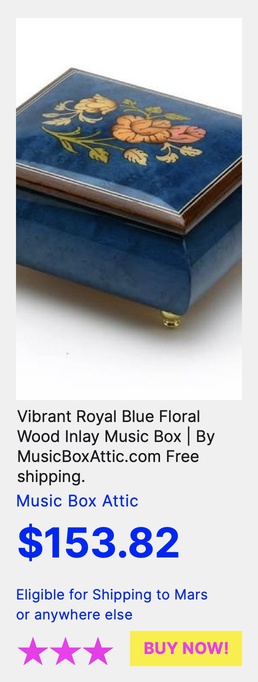 Vibrant Royal Blue Floral
Wood Inlay Music Box | By
MusicBoxAttic.com Free
shipping.
Music Box Attic
$153.82
Eligible for Shipping to Mars
or anywhere else
BUY NOW!